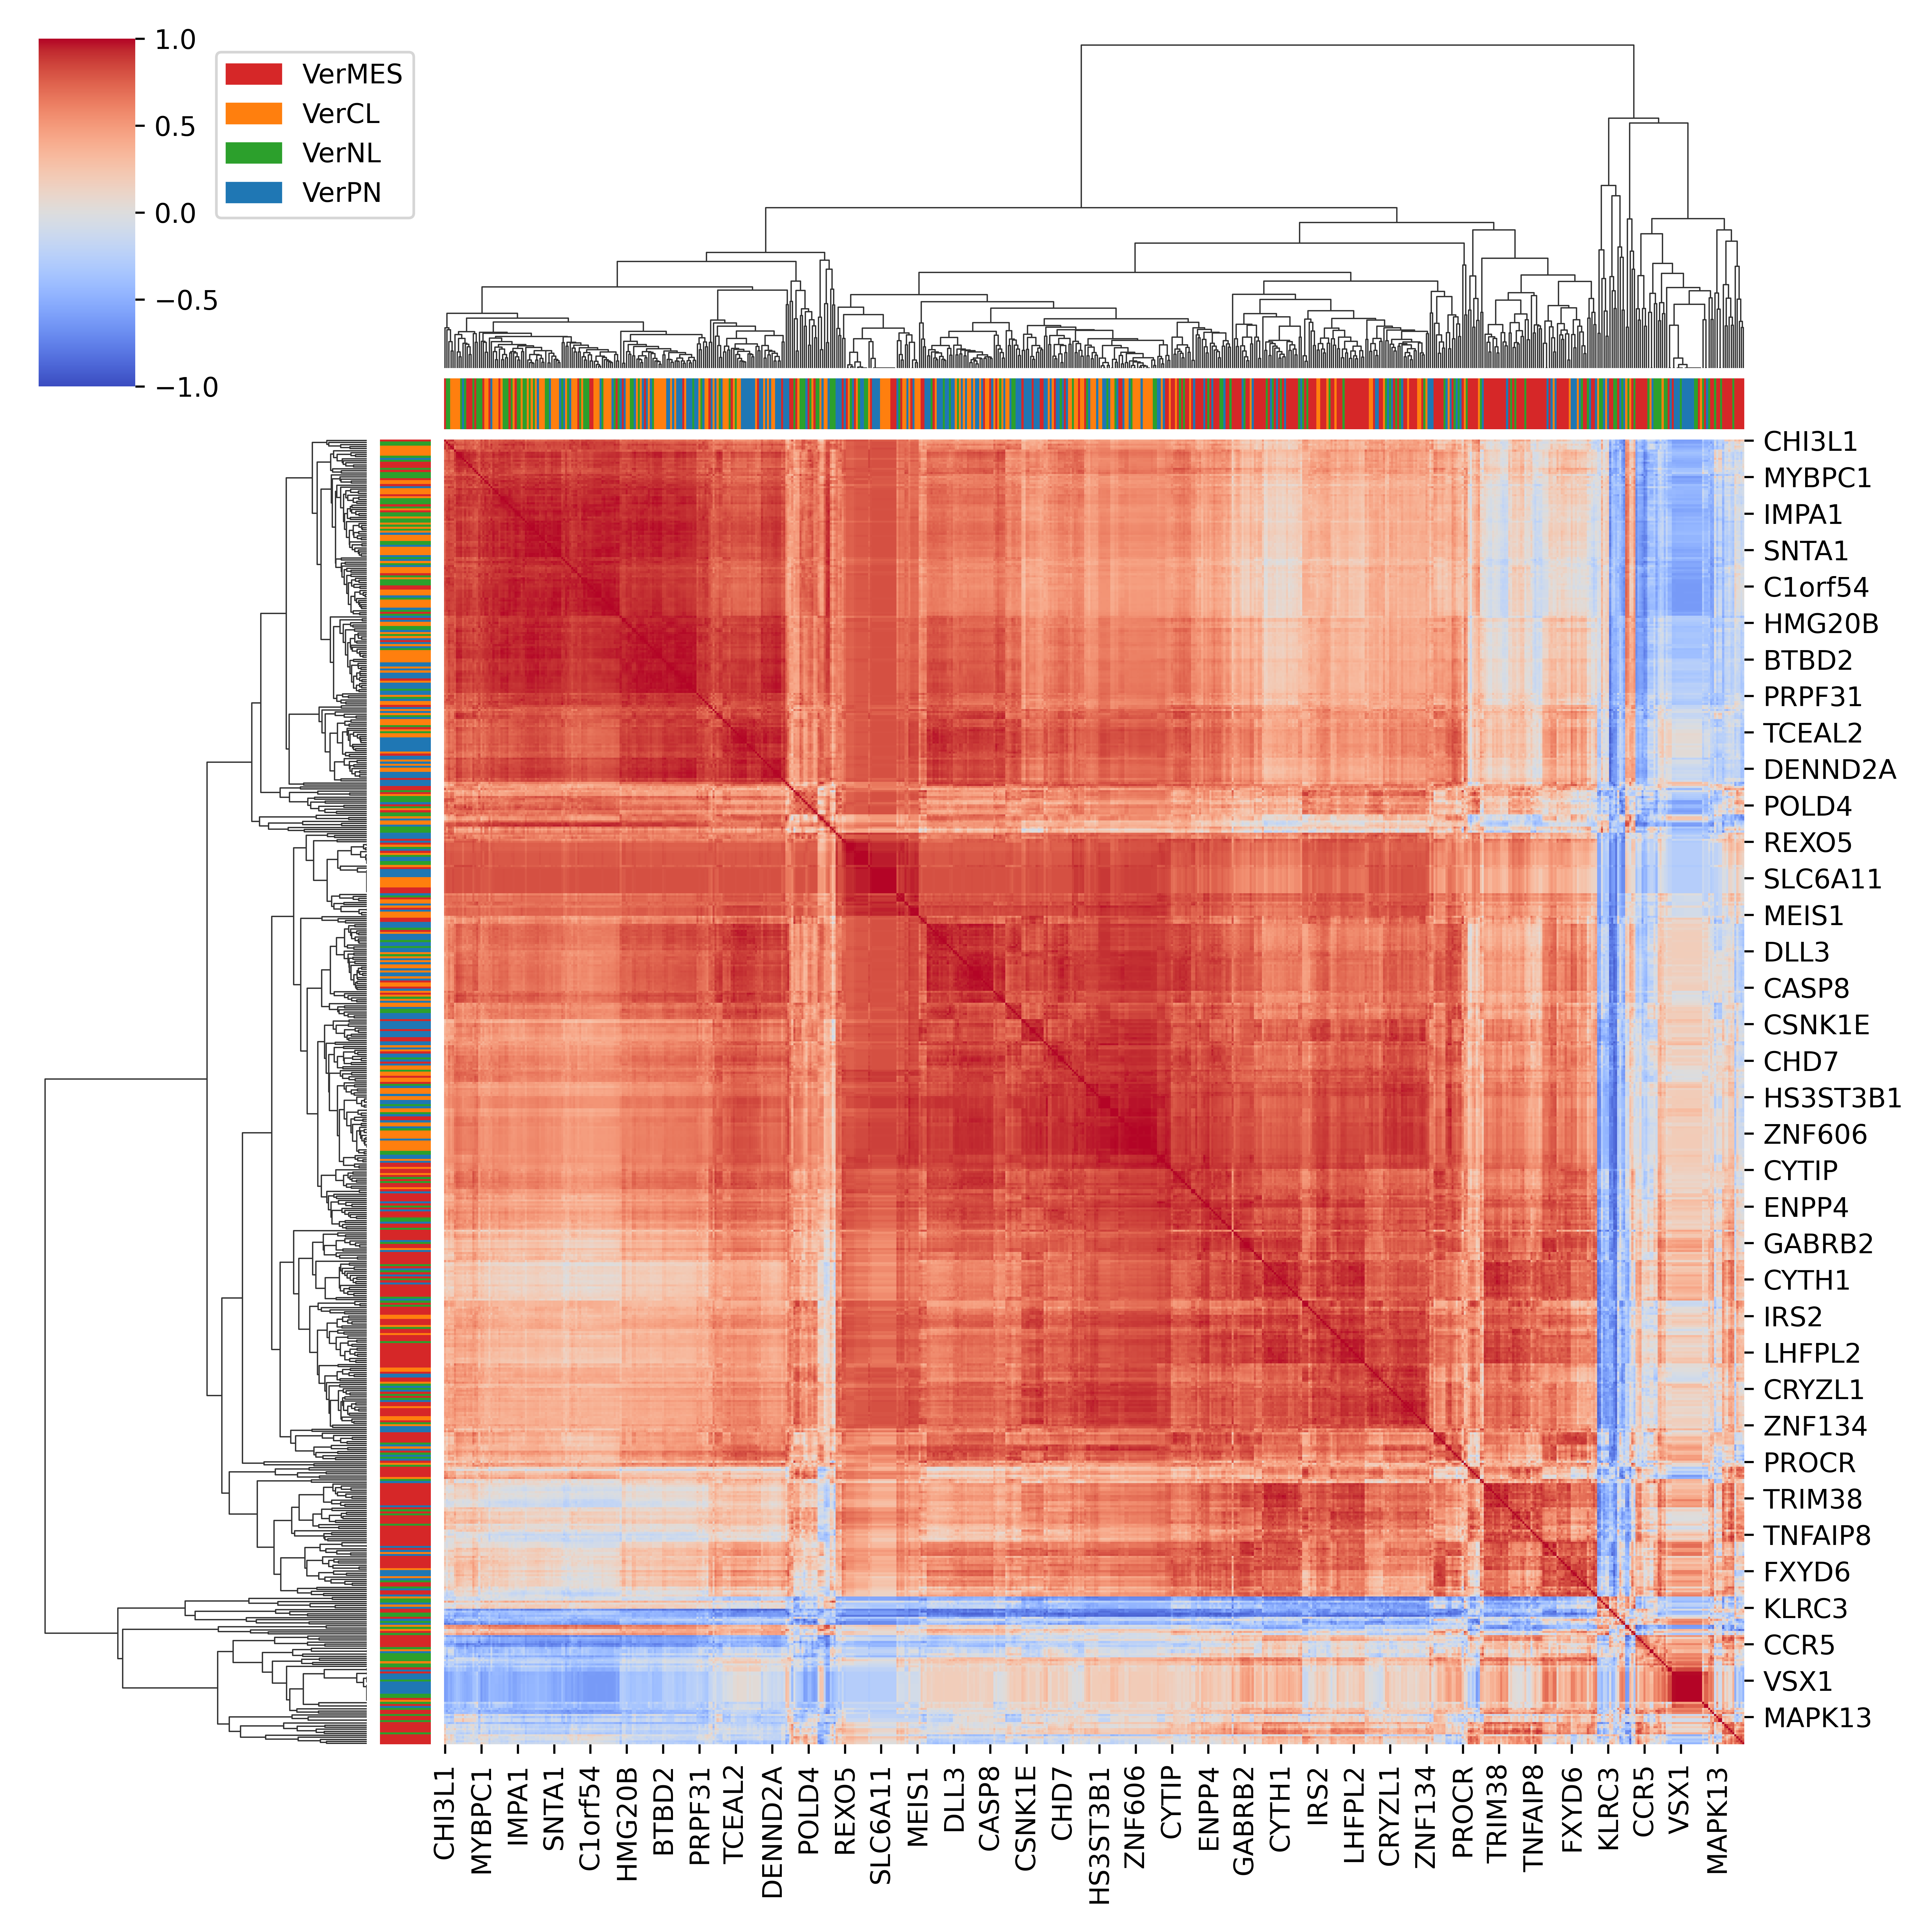 1.0
0.5
0.0
−0.5
−1.0
VerMES
VerCL
VerNL
VerPN
CHI3L1
MYBPC1
IMPA1
SNTA1
C1orf54
HMG20B
BTBD2
PRPF31
TCEAL2
DENND2A
POLD4
REXO5
SLC6A11
MEIS1
DLL3
CASP8
CSNK1E
CHD7
HS3ST3B1
ZNF606
CYTIP
ENPP4
GABRB2
CYTH1
IRS2
LHFPL2
CRYZL1
ZNF134
PROCR
TRIM38
TNFAIP8
FXYD6
KLRC3
CCR5
VSX1
MAPK13
CHI3L1
MYBPC1
IMPA1
SNTA1
C1orf54
HMG20B
BTBD2
PRPF31
TCEAL2
DENND2A
POLD4
REXO5
SLC6A11
MEIS1
DLL3
CASP8
CSNK1E
CHD7
HS3ST3B1
ZNF606
CYTIP
ENPP4
GABRB2
CYTH1
IRS2
LHFPL2
CRYZL1
ZNF134
PROCR
TRIM38
TNFAIP8
FXYD6
KLRC3
CCR5
VSX1
MAPK13